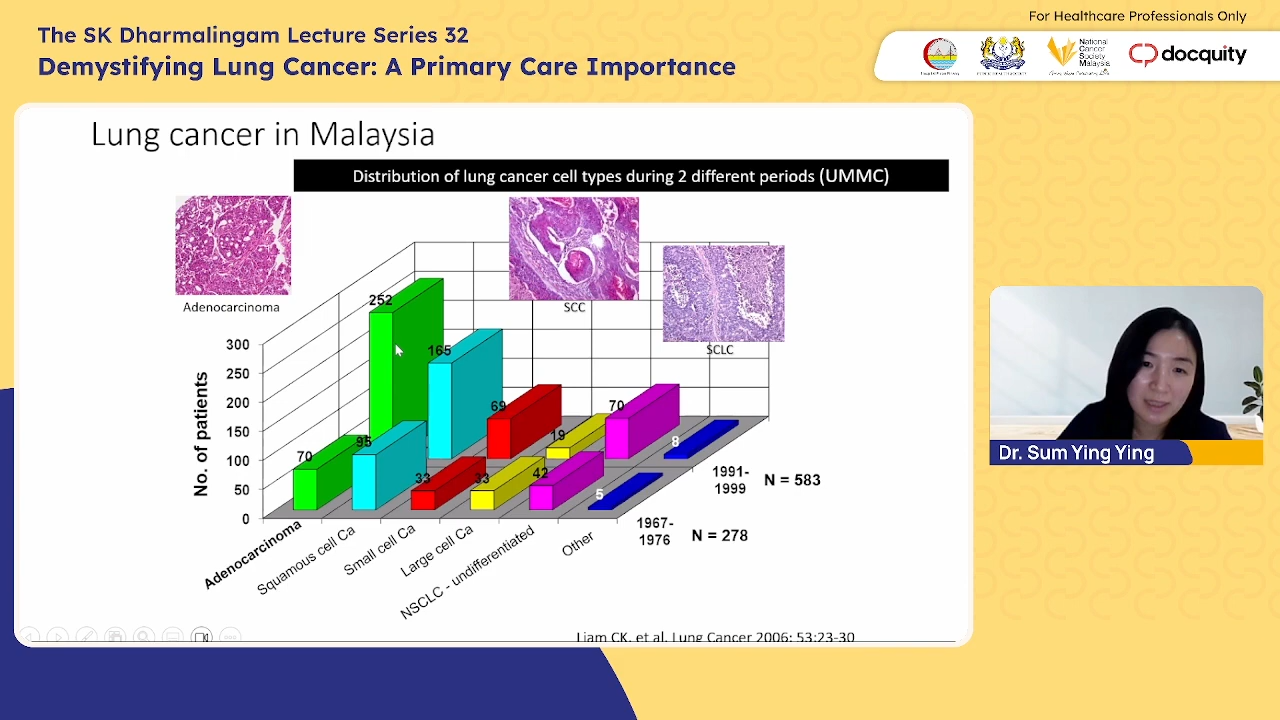 For Healthcare Professionals Only
The SK Dharmalingam Lecture Series 32
Demystifying Lung Cancer: A Primary Care Importance
National
Cancer
Society
Malaysia
docquity
Lung cancer in Malaysia
Distribution of lung cancer cell types during 2 different periods (UMMC)
Adenocarcinoma
SCC
SCLC
252
165
69
19
70
8
70
95
33
33
42
5
No. of patients
300
250
200
150
100
50
0
Adenocarcinoma
Squamous cell Ca
Small cell Ca
Large cell Ca
NSCLC - undifferentiated
Other
1991-
1999
N = 583
1967-
1976
N = 278
Liam CK, et al. Lung Cancer 2006; 53:23-30
Dr. Sum Ying Ying